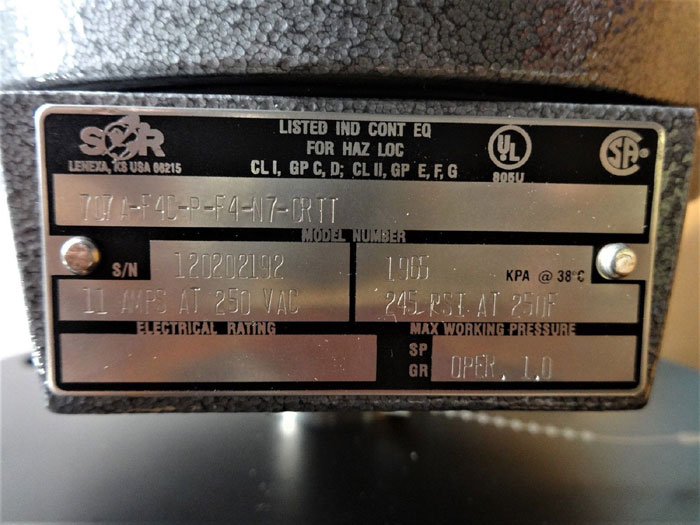 SOR
LENEXA, KS USA 66215
LISTED IND CONT EQ
FOR HAZ LOC
CL I, GP C, D; CL II, GP E, F, G
UL
805U
SA
707A-F4C-P-F4-N7-DRTT
MODEL NUMBER
S/N 120202192
1965 KPA @ 38°C
11 AMPS AT 250 VAC
245 PSI AT 250F
ELECTRICAL RATING
MAX WORKING PRESSURE
SP
GR OPER. 1.0